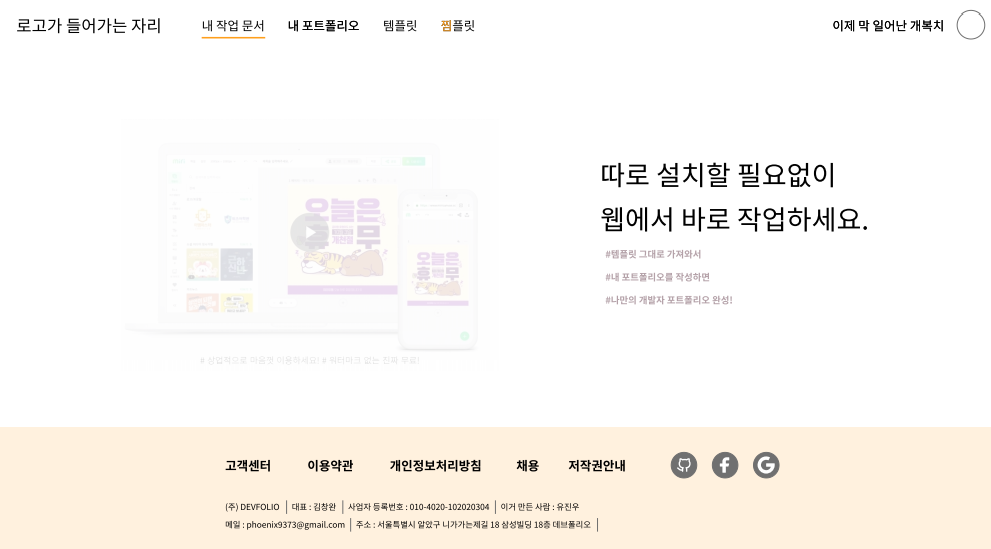 로고가 들어가는 자리
내 작업 문서 내 포트폴리오 템플릿 찜플릿
이제 막 일어난 개복치
따로 설치할 필요없이
웹에서 바로 작업하세요.
#템플릿 그대로 가져와서
#내 포트폴리오를 작성하면
#나만의 개발자 포트폴리오 완성!
오늘은
무
오늘은
휴무
# 상업적으로 마음껏 이용하세요! # 워터마크 없는 진짜 무료!
고객센터 이용약관 개인정보처리방침 채용 저작권안내
(주) DEVFOLIO | 대표 : 김창완 | 사업자 등록번호 : 010-4020-102020304 | 이거 만든 사람 : 유진우
메일 : phoenix9373@gmail.com | 주소 : 서울특별시 알았구 니가가는제길 18 삼성빌딩 18층 데브폴리오 |